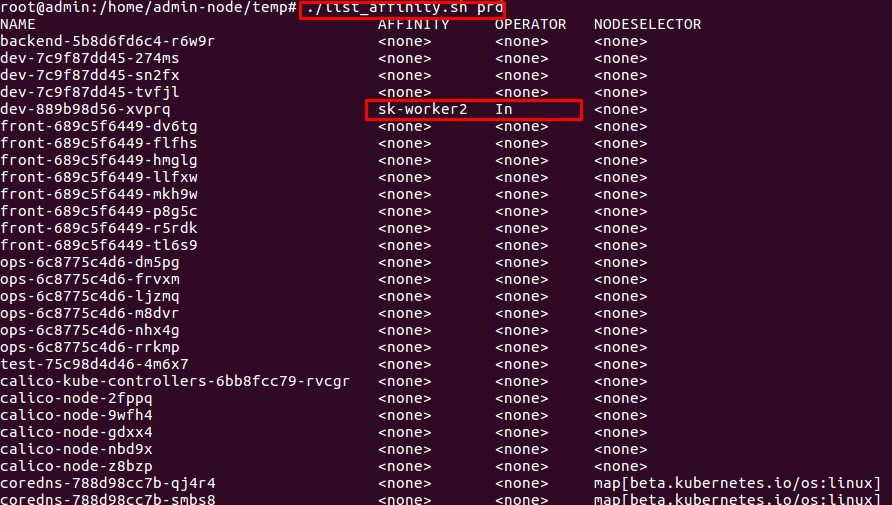 root@admin:/home/admin-node/temp# ./list_affinity.sh prd
NAME AFFINITY OPERATOR NODESELECTOR
backend-5b8d6fd6c4-r6w9r <none> <none> <none>
dev-7c9f87dd45-274ms <none> <none> <none>
dev-7c9f87dd45-sn2fx <none> <none> <none>
dev-7c9f87dd45-tvfjl <none> <none> <none>
dev-889b98d56-xvprq sk-worker2 In <none>
front-689c5f6449-dv6tg <none> <none> <none>
front-689c5f6449-flfhs <none> <none> <none>
front-689c5f6449-hmglg <none> <none> <none>
front-689c5f6449-llfxw <none> <none> <none>
front-689c5f6449-mkh9w <none> <none> <none>
front-689c5f6449-p8g5c <none> <none> <none>
front-689c5f6449-r5rdk <none> <none> <none>
front-689c5f6449-tl6s9 <none> <none> <none>
ops-6c8775c4d6-dm5pg <none> <none> <none>
ops-6c8775c4d6-frvxm <none> <none> <none>
ops-6c8775c4d6-ljzmq <none> <none> <none>
ops-6c8775c4d6-m8dvr <none> <none> <none>
ops-6c8775c4d6-nhx4g <none> <none> <none>
ops-6c8775c4d6-rrkmp <none> <none> <none>
test-75c98d4d46-4m6x7 <none> <none> <none>
calico-kube-controllers-6bb8fcc79-rvcgr <none> <none> <none>
calico-node-2fppq <none> <none> <none>
calico-node-9wfh4 <none> <none> <none>
calico-node-gdxx4 <none> <none> <none>
calico-node-nbd9x <none> <none> <none>
calico-node-z8bzp <none> <none> <none>
coredns-788d98cc7b-qj4r4 <none> <none> map[beta.kubernetes.io/os:linux]
coredns-788d98cc7b-smbs8 <none> <none> map[beta.kubernetes.io/os:linux]